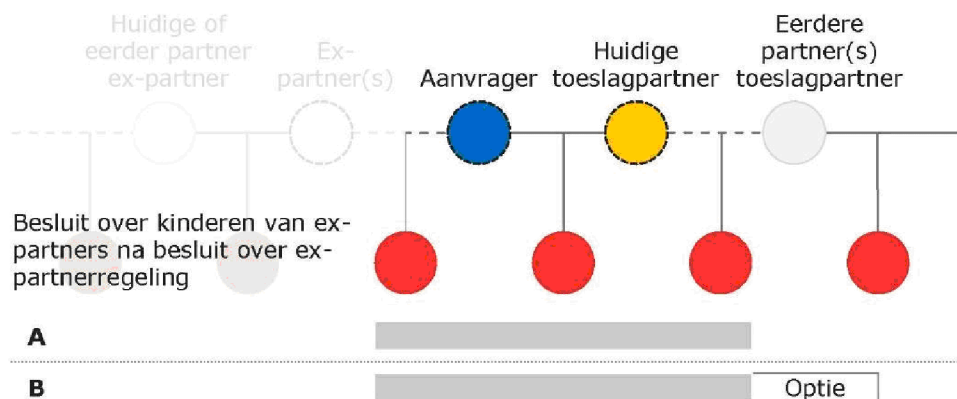 Huidige of
eerder partner
ex-partner
Ex-
partner(s)
Aanvrager
Huidige
toeslagpartner
Eerdere
partner(s)
toeslagpartner
Besluit over kinderen van ex-
partners na besluit over ex-
partnerregeling
A
B
Optie